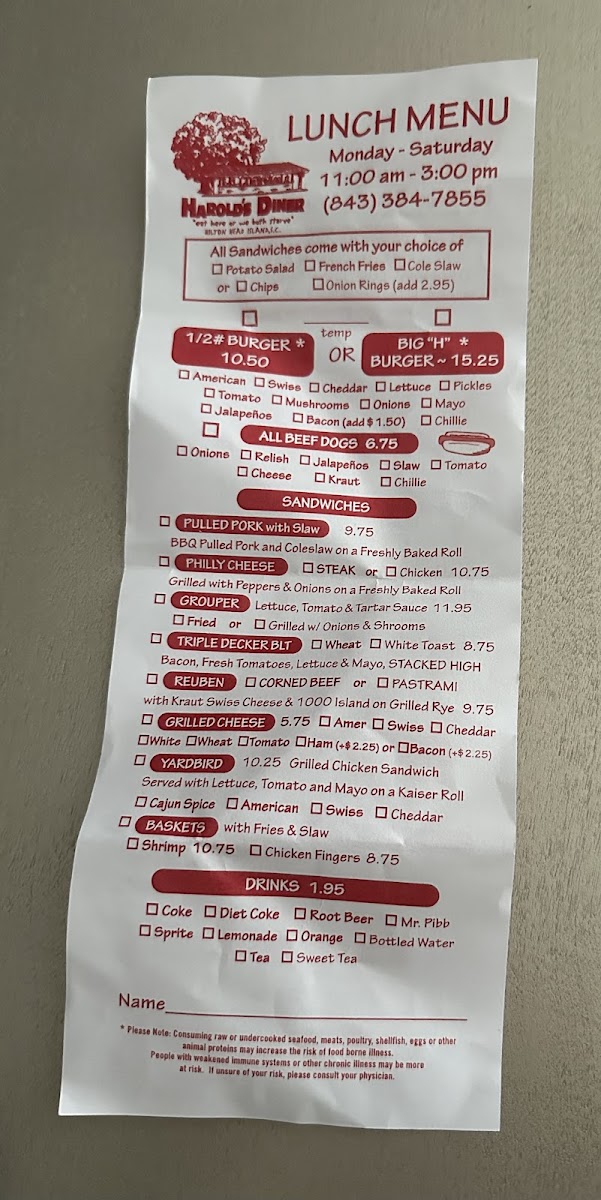 LUNCH MENU
Monday - Saturday
11:00 am - 3:00 pm
(843) 384-7855
HAROLD'S DINER
"eat here or we both starve"
HILTON HEAD ISLAND, S.C.
All Sandwiches come with your choice of
☐ Potato Salad ☐ French Fries ☐ Cole Slaw
or ☐ Chips ☐ Onion Rings (add 2.95)
☐ ________ ☐
temp
1/2# BURGER *
10.50
OR
BIG "H" *
BURGER ~ 15.25
☐ American ☐ Swiss ☐ Cheddar ☐ Lettuce ☐ Pickles
☐ Tomato ☐ Mushrooms ☐ Onions ☐ Mayo
☐ Jalapeños ☐ Bacon (add $1.50) ☐ Chillie
☐ ALL BEEF DOGS 6.75
☐ Onions ☐ Relish ☐ Jalapeños ☐ Slaw ☐ Tomato
☐ Cheese ☐ Kraut ☐ Chillie
SANDWICHES
☐ PULLED PORK with Slaw 9.75
BBQ Pulled Pork and Coleslaw on a Freshly Baked Roll
☐ PHILLY CHEESE ☐ STEAK or ☐ Chicken 10.75
Grilled with Peppers & Onions on a Freshly Baked Roll
☐ GROUPER Lettuce, Tomato & Tartar Sauce 11.95
☐ Fried or ☐ Grilled w/ Onions & Shrooms
☐ TRIPLE DECKER BLT ☐ Wheat ☐ White Toast 8.75
Bacon, Fresh Tomatoes, Lettuce & Mayo, STACKED HIGH
☐ REUBEN ☐ CORNED BEEF or ☐ PASTRAMI
with Kraut Swiss Cheese & 1000 Island on Grilled Rye 9.75
☐ GRILLED CHEESE 5.75 ☐ Amer ☐ Swiss ☐ Cheddar
☐ White ☐ Wheat ☐ Tomato ☐ Ham (+$2.25) or ☐ Bacon (+$2.25)
☐ YARDBIRD 10.25 Grilled Chicken Sandwich
Served with Lettuce, Tomato and Mayo on a Kaiser Roll
☐ Cajun Spice ☐ American ☐ Swiss ☐ Cheddar
☐ BASKETS with Fries & Slaw
☐ Shrimp 10.75 ☐ Chicken Fingers 8.75
DRINKS 1.95
☐ Coke ☐ Diet Coke ☐ Root Beer ☐ Mr. Pibb
☐ Sprite ☐ Lemonade ☐ Orange ☐ Bottled Water
☐ Tea ☐ Sweet Tea
Name________
* Please Note: Consuming raw or undercooked seafood, meats, poultry, shellfish, eggs or other
animal proteins may increase the risk of food borne illness.
People with weakened immune systems or other chronic illness may be more
at risk. If unsure of your risk, please consult your physician.